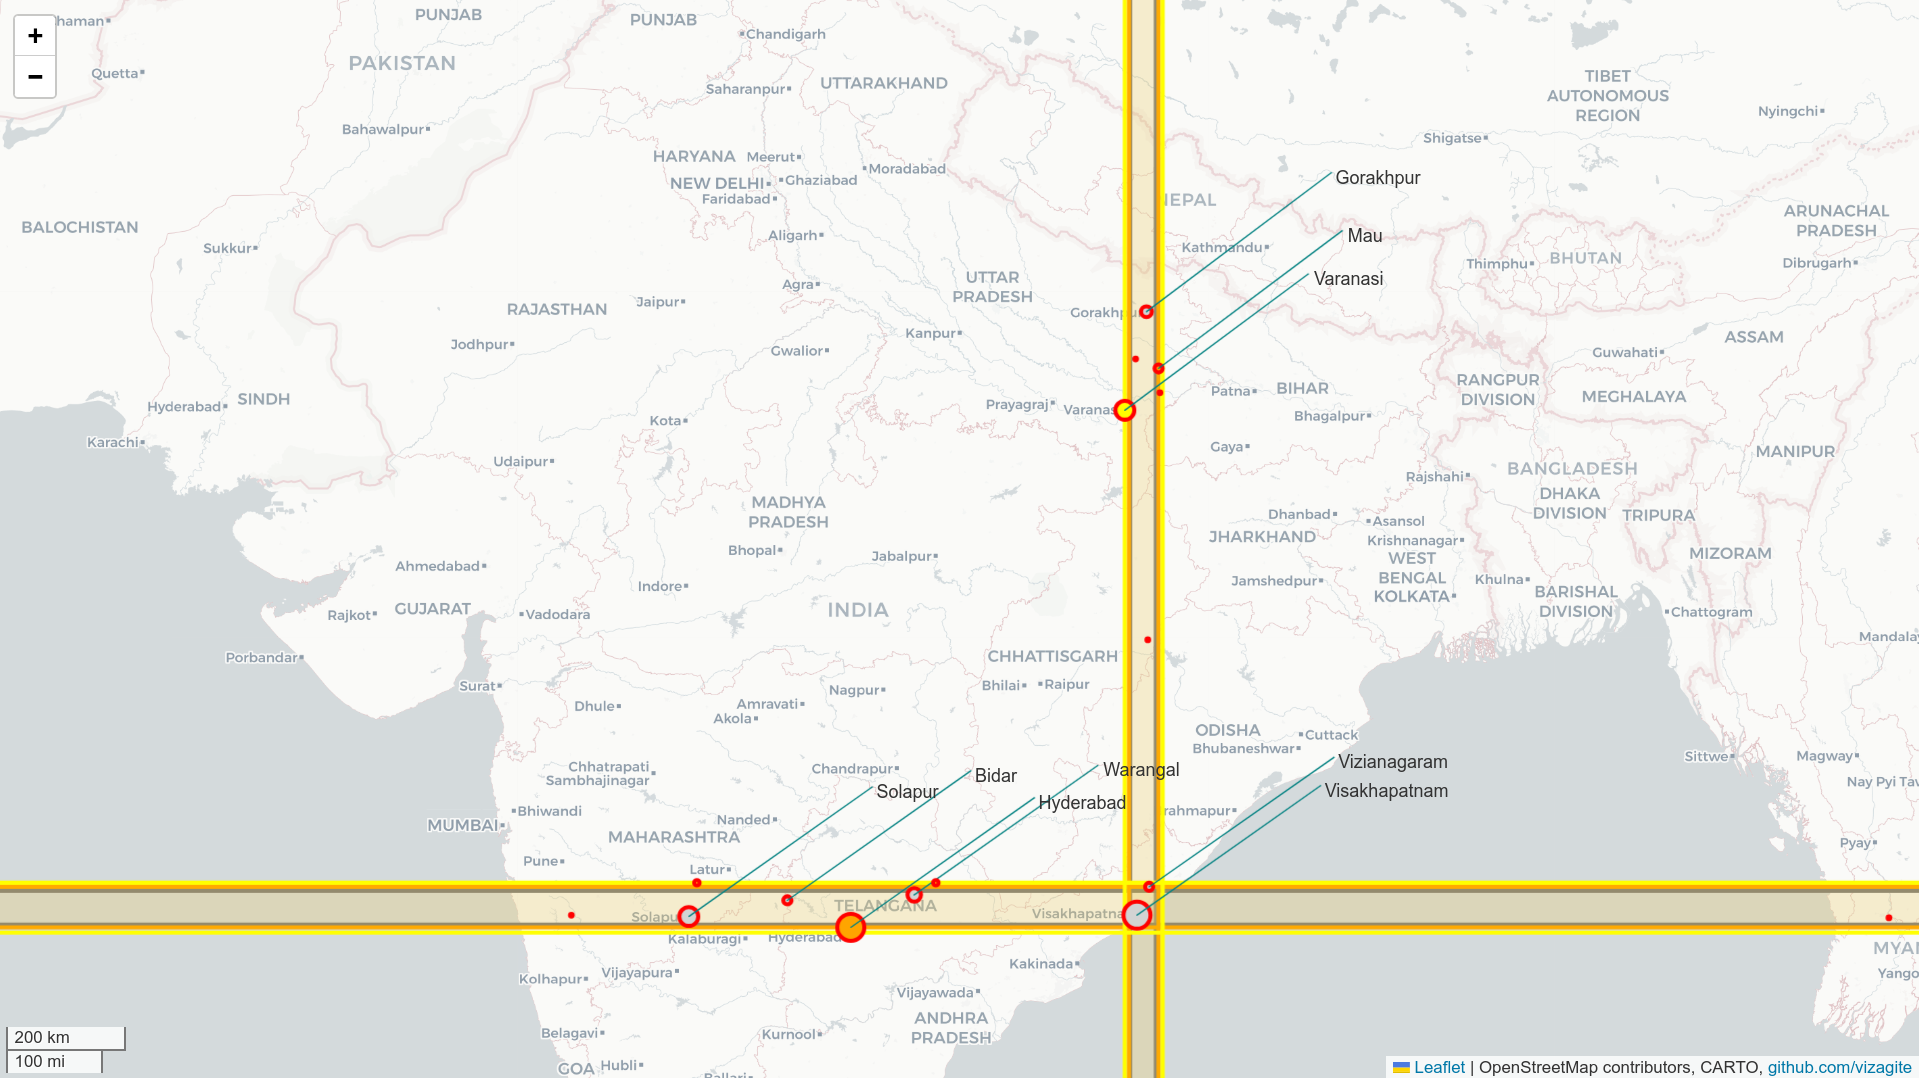 +
−
haman
PUNJAB
PUNJAB
Chandigarh
PAKISTAN
Quetta
Saharanpur
UTTARAKHAND
TIBET
AUTONOMOUS
REGION
Nyingchi
Bahawalpur
Shigatse
HARYANA
Meerut
Moradabad
NEW DELHI
Ghaziabad
Faridabad
Gorakhpur
NEPAL
BALOCHISTAN
Sukkur
Aligarh
Mau
Kathmandu
ARUNACHAL
PRADESH
Thimphu
BHUTAN
Dibrugarh
Agra
UTTAR
PRADESH
Varanasi
RAJASTHAN
Jaipur
Gorakhpu
Jodhpur
Kanpur
Gwalior
Guwahati
ASSAM
Hyderabad
SINDH
Prayagraj
Varanas
Patna
BIHAR
RANGPUR
DIVISION
MEGHALAYA
Karachi
Kota
Bhagalpur
Udaipur
Gaya
Rajshahi
BANGLADESH
MANIPUR
MADHYA
PRADESH
DHAKA
DIVISION
TRIPURA
Dhanbad
Asansol
JHARKHAND
Krishnanagar
Bhopal
Jabalpur
WEST
BENGAL
KOLKATA
MIZORAM
Ahmedabad
Indore
Jamshedpur
Khulna
BARISHAL
DIVISION
Rajkot
GUJARAT
Vadodara
INDIA
Chattogram
Mandalay
Porbandar
CHHATTISGARH
Surat
Nagpur
Bhilai
Raipur
Dhule
Amravati
Akola
ODISHA
Cuttack
Bhubaneshwar
Sittwe
Magway
Chhatrapati
Sambhajinagar
Chandrapur
Bidar
Warangal
Vizianagaram
Solapur
Hyderabad
Visakhapatnam
Nay Pyi Taw
Bhiwandi
MUMBAI
Nanded
rahmapur
MAHARASHTRA
Pune
Latur
Pyay
Solapu
TELANGANA
Visakhapatna
Kalaburagi
Hyderabad
MYAN
Kolhapur
Vijayapura
Kakinada
Yango
Vijayawada
Belagavi
Kurnool
ANDHRA
PRADESH
GOA
Hubli
Ballari
200 km
100 mi
Leaflet | OpenStreetMap contributors, CARTO, github.com/vizagite